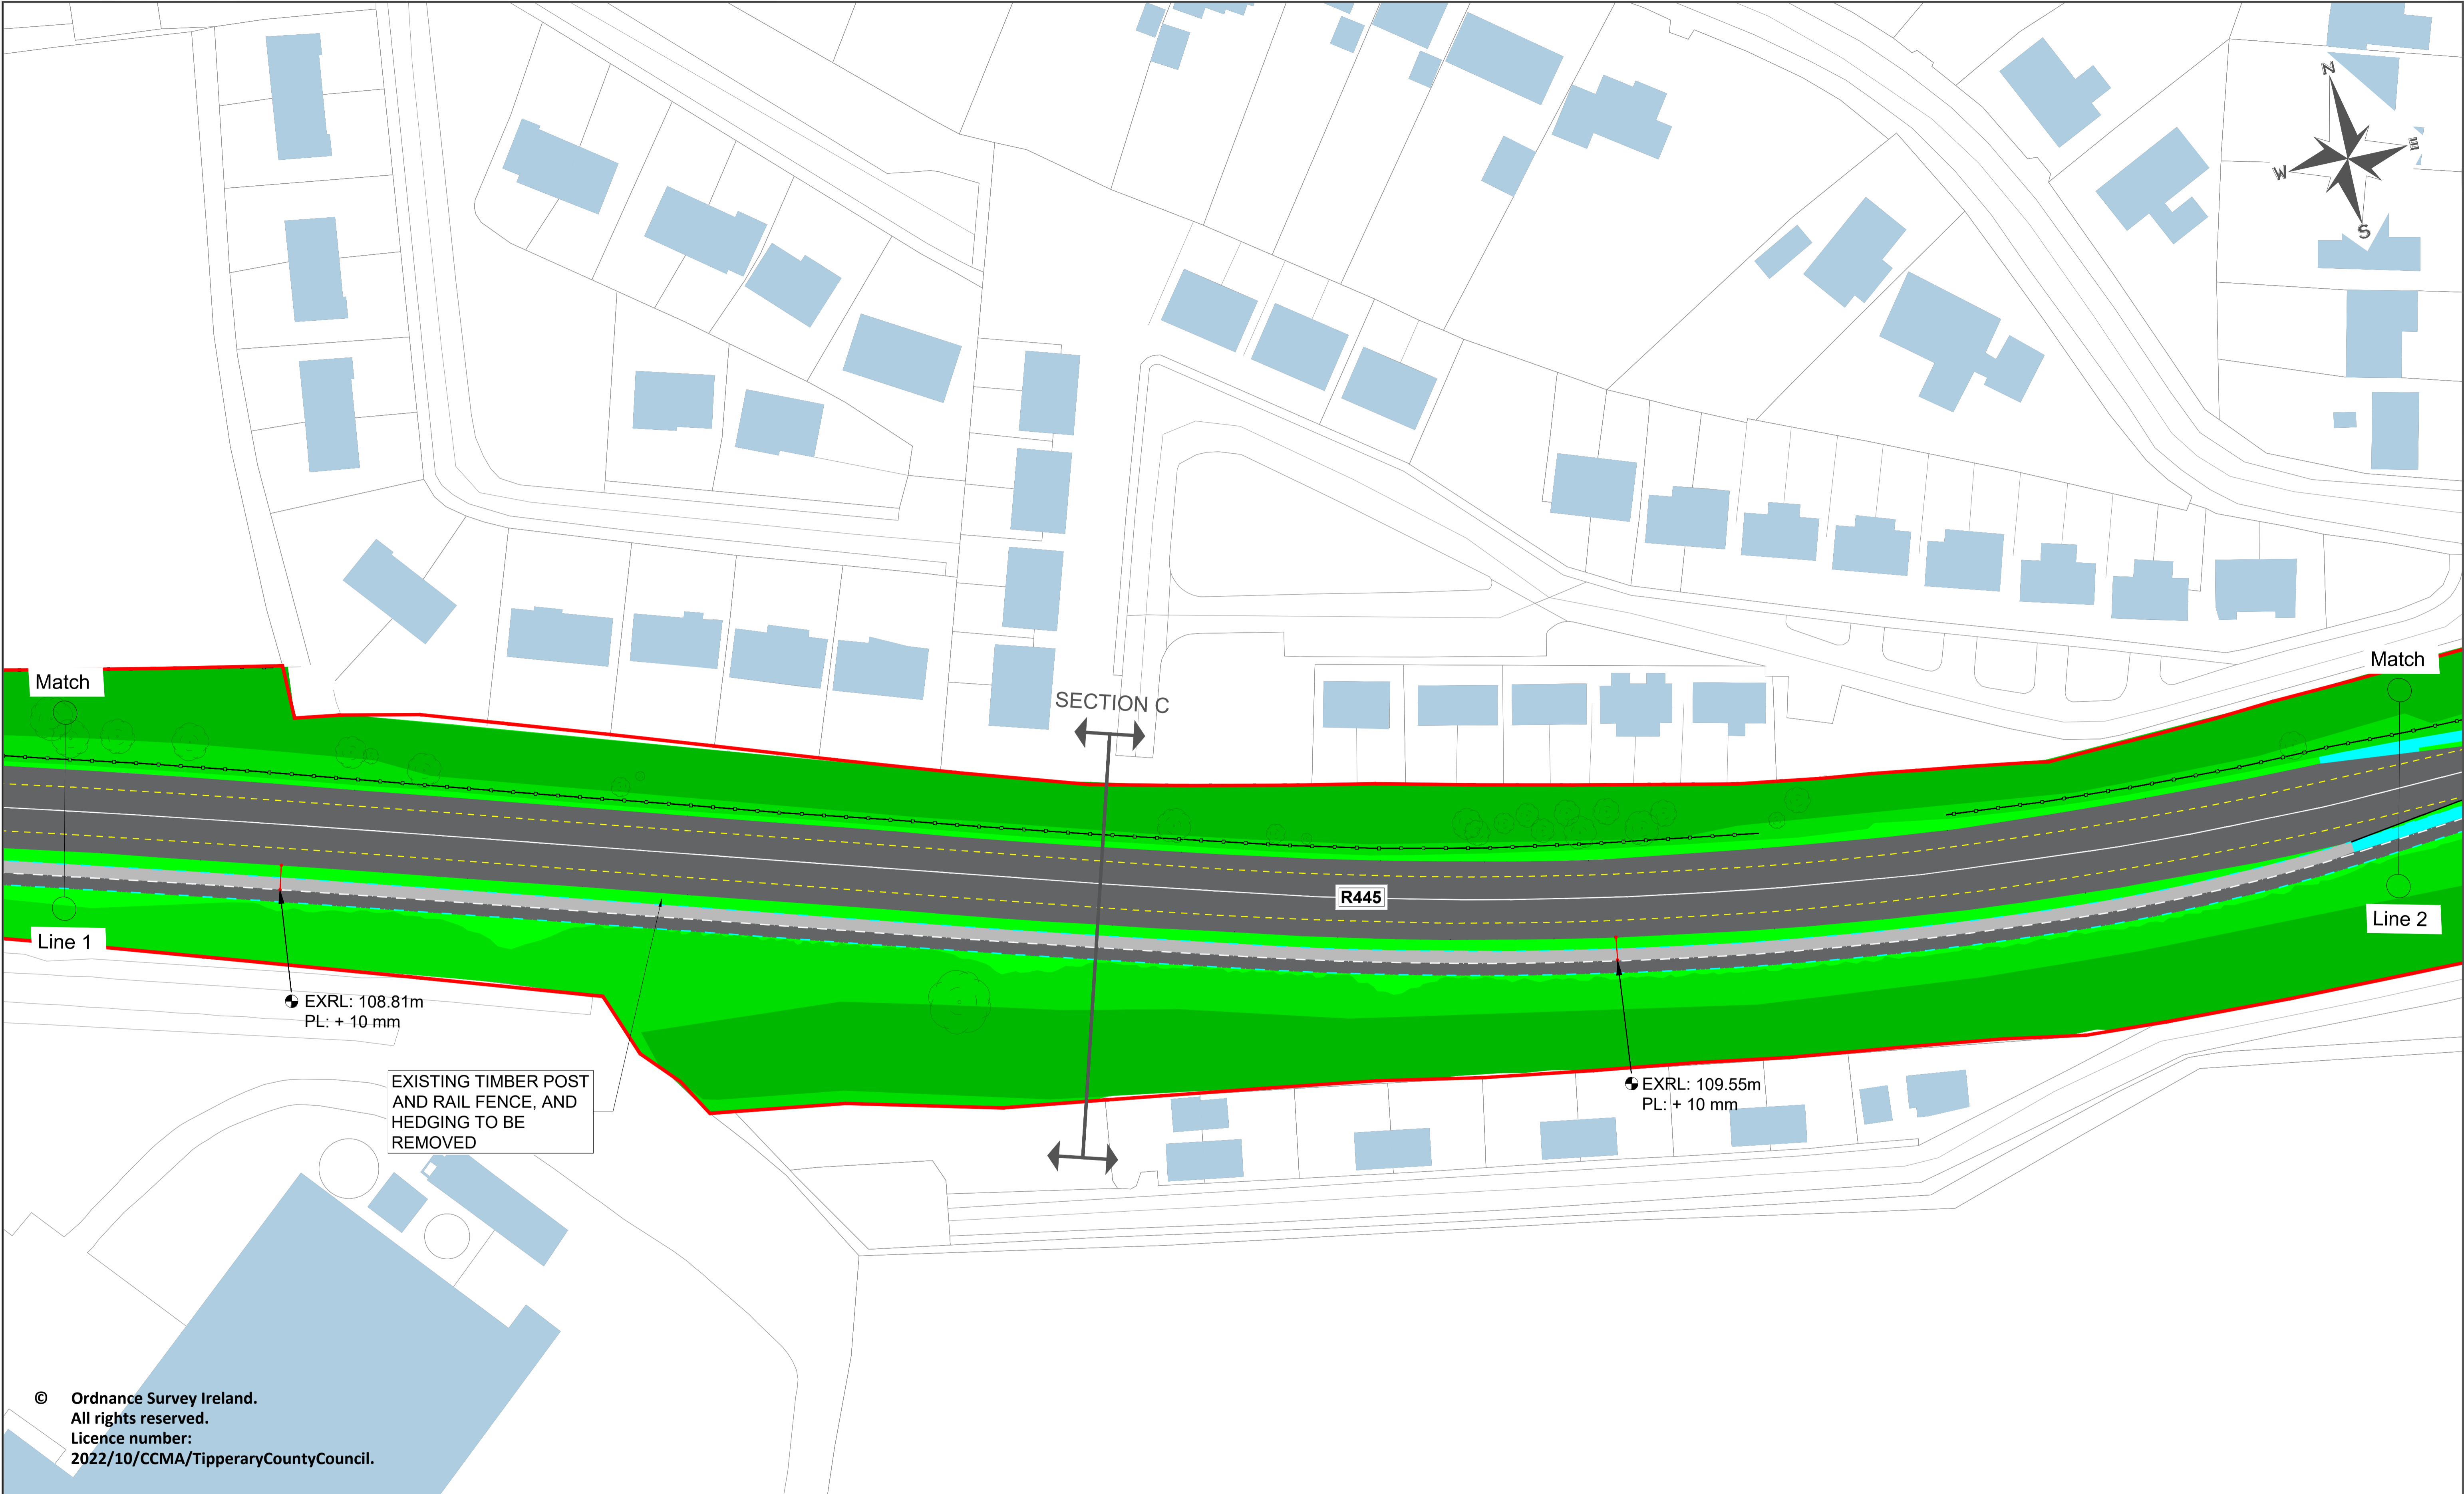 N
E
W
S
Match
Match
SECTION C
R445
Line 1
Line 2
EXRL: 108.81m
PL: + 10 mm
EXRL: 109.55m
PL: + 10 mm
EXISTING TIMBER POST
AND RAIL FENCE, AND
HEDGING TO BE
REMOVED
© Ordnance Survey Ireland.
All rights reserved.
Licence number:
2022/10/CCMA/TipperaryCountyCouncil.